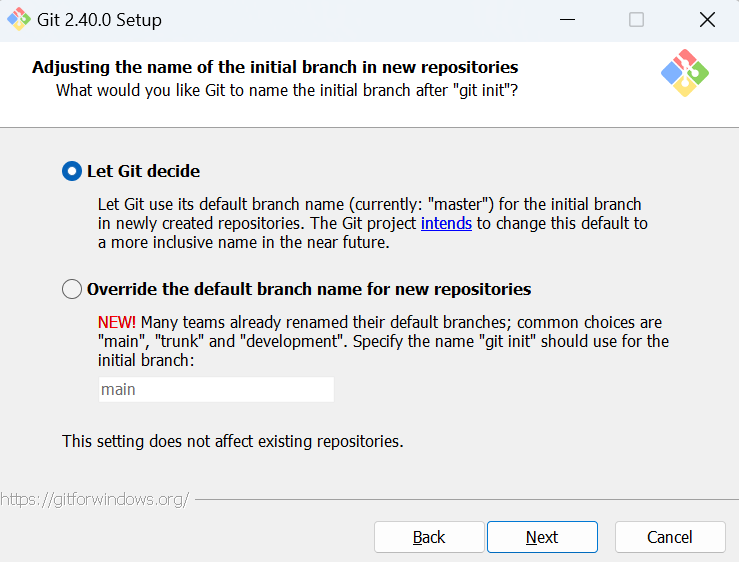 Git 2.40.0 Setup
Adjusting the name of the initial branch in new repositories
What would you like Git to name the initial branch after "git init"?
Let Git decide
Let Git use its default branch name (currently: "master") for the initial branch
in newly created repositories. The Git project intends to change this default to
a more inclusive name in the near future.
Override the default branch name for new repositories
NEW! Many teams already renamed their default branches; common choices are
"main", "trunk" and "development". Specify the name "git init" should use for the
initial branch:
main
This setting does not affect existing repositories.
https://gitforwindows.org/
Back
Next
Cancel